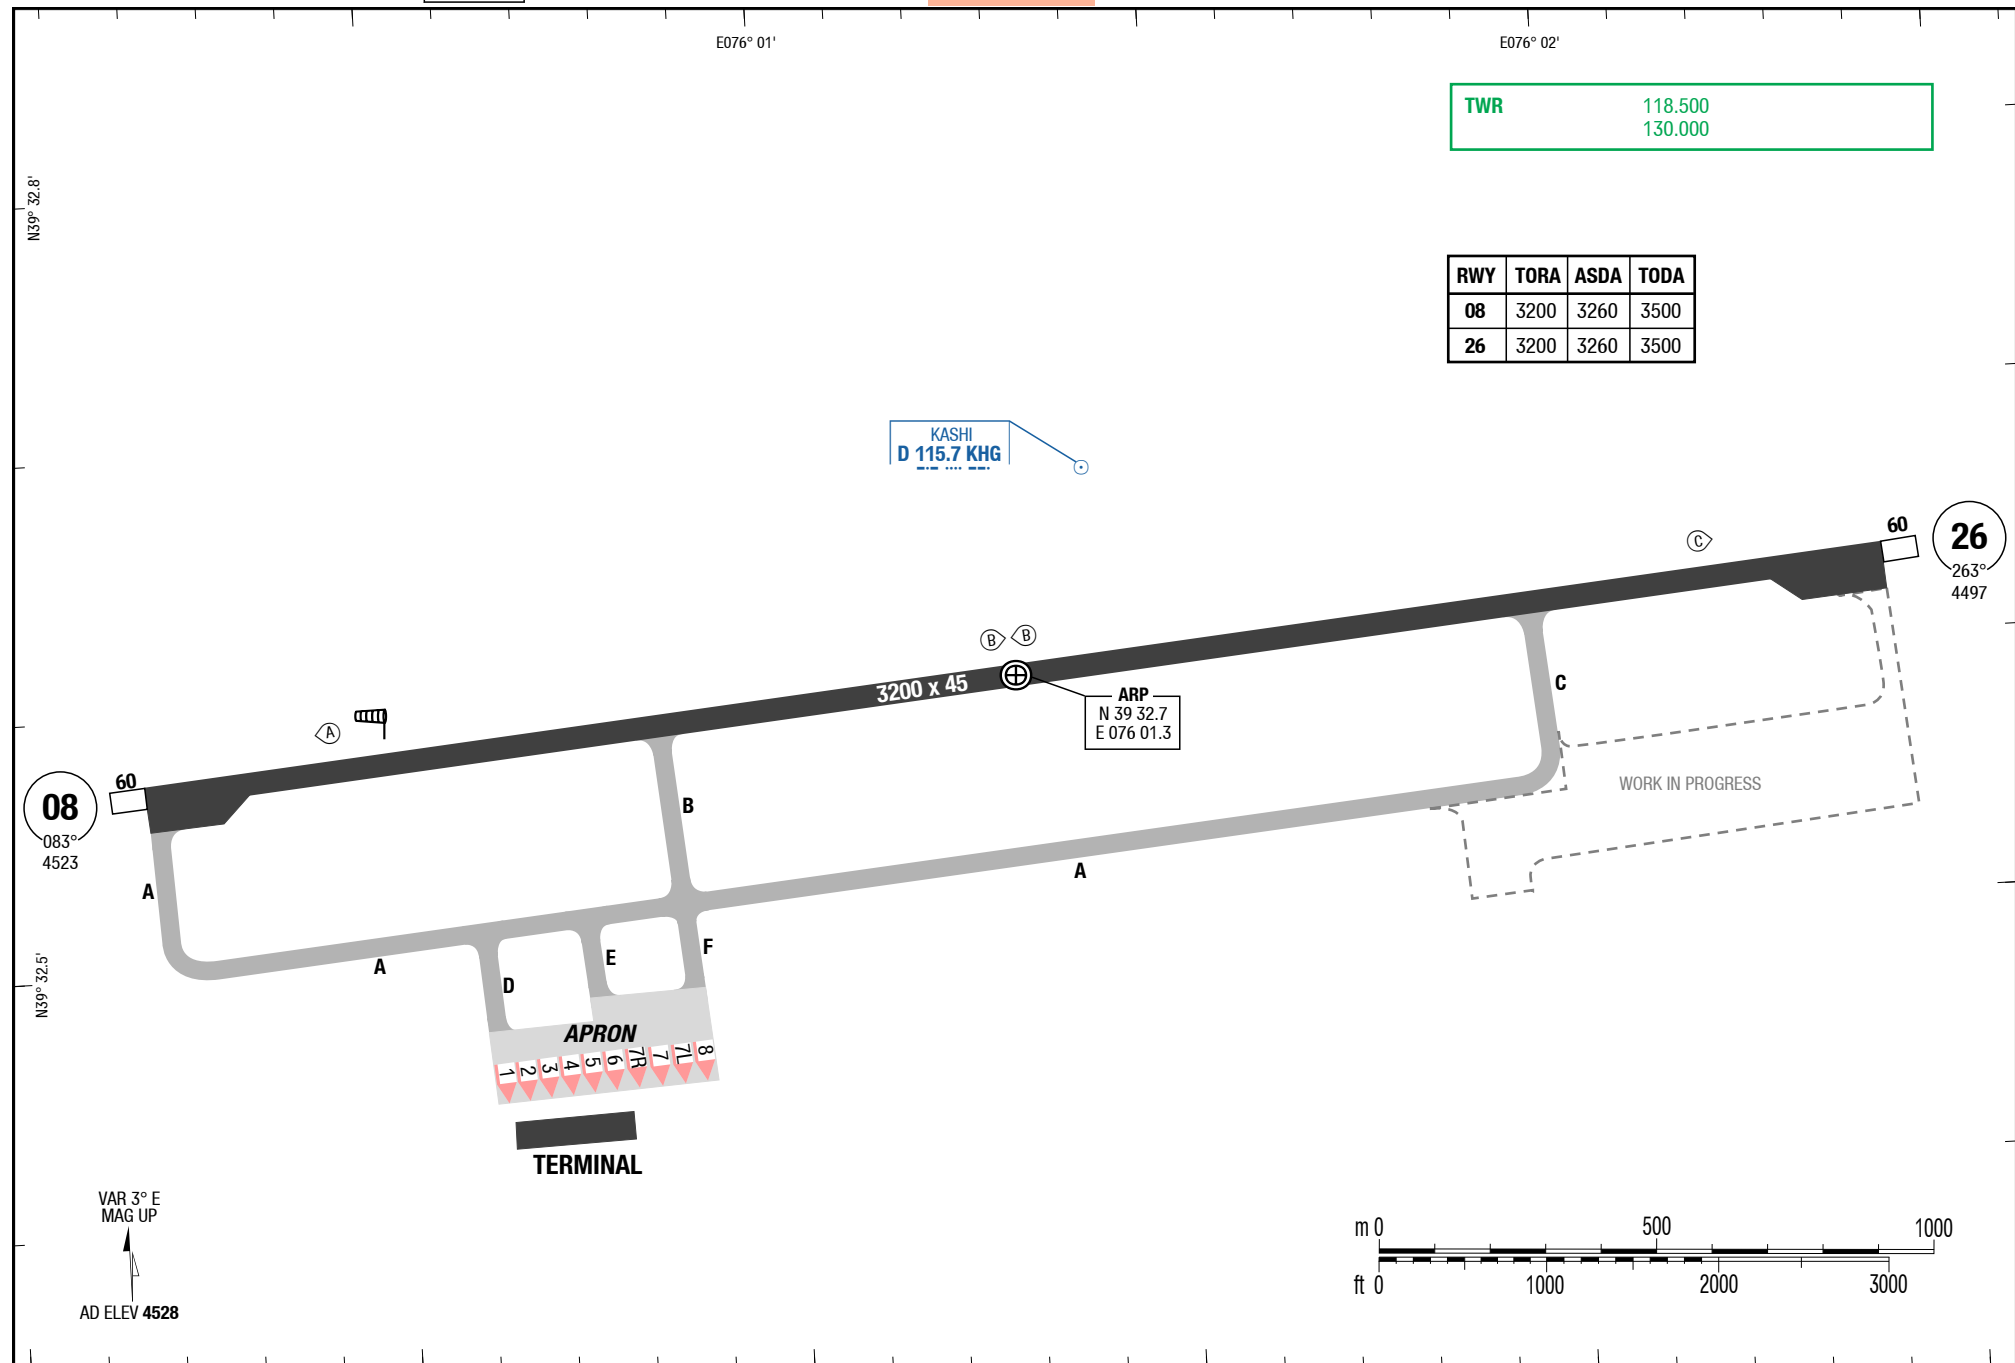 E076° 01'
E076° 02'
TWR 118.500
130.000
N39° 32.8'
RWY TORA ASDA TODA
08 3200 3260 3500
26 3200 3260 3500
KASHI
D 115.7 KHG
60
26
263°
4497
C
B B
3200 x 45
ARP
N 39 32.7
E 076 01.3
C
A
60
08
083°
4523
B
WORK IN PROGRESS
A
A
A
F
E
D
N39° 32.5'
APRON
1 2 3 4 5 6 7R 7 7L 8
TERMINAL
VAR 3° E
MAG UP
AD ELEV 4528
m 0 500 1000
ft 0 1000 2000 3000